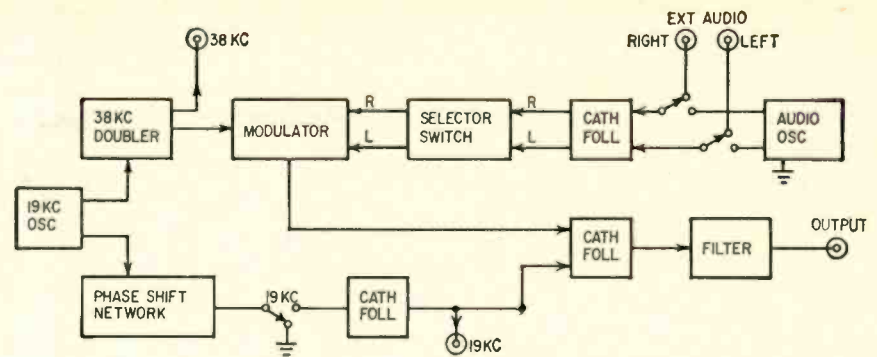 EXT AUDIO
RIGHT
LEFT
38 KC
38 KC
DOUBLER
MODULATOR
R
L
SELECTOR
SWITCH
R
L
CATH
FOLL
AUDIO
OSC
19 KC
OSC
PHASE SHIFT
NETWORK
19 KC
CATH
FOLL
19 KC
CATH
FOLL
FILTER
OUTPUT